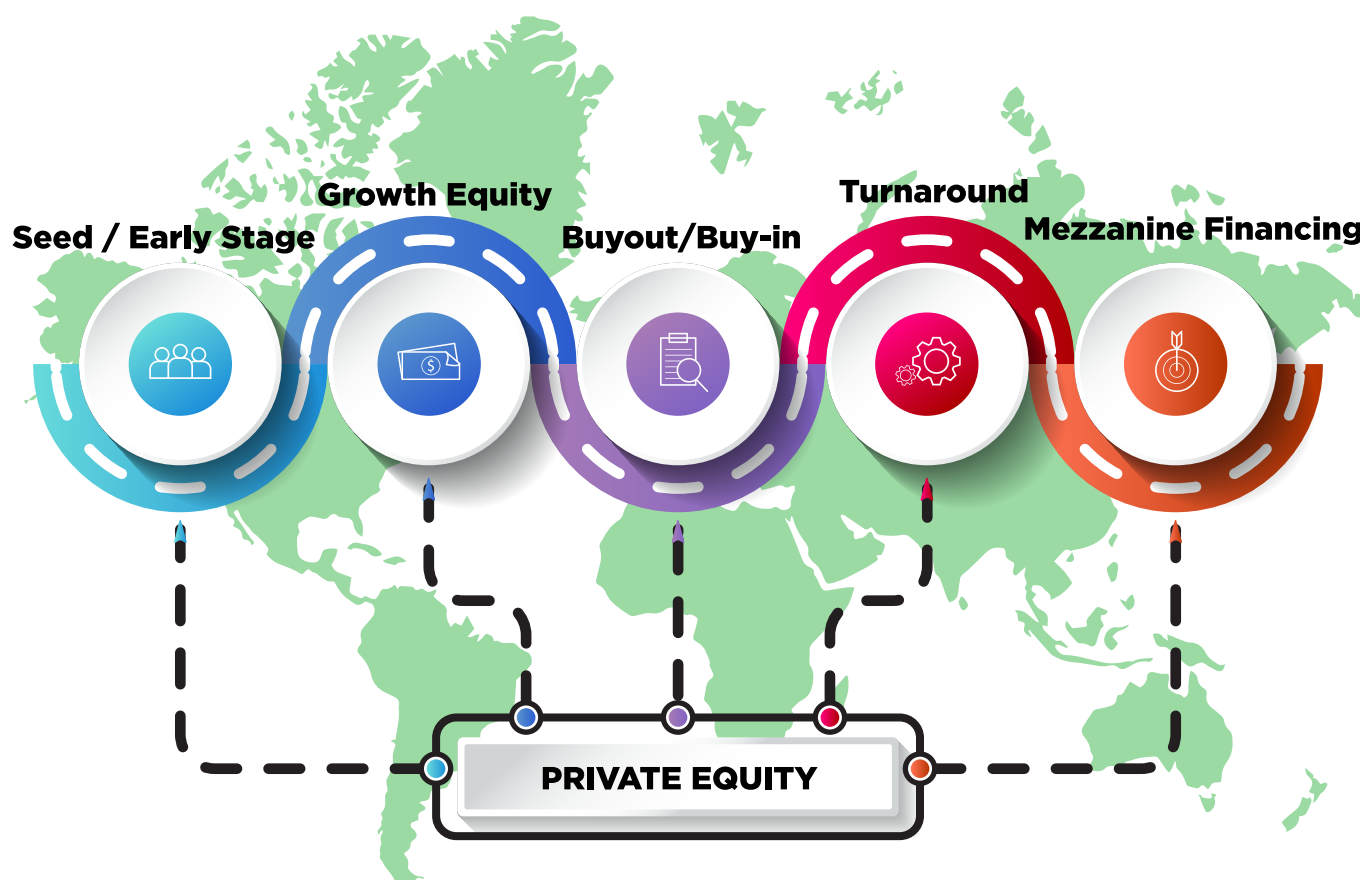 Seed / Early Stage
Growth Equity
Buyout/Buy-in
Turnaround
Mezzanine Financing
$
PRIVATE EQUITY